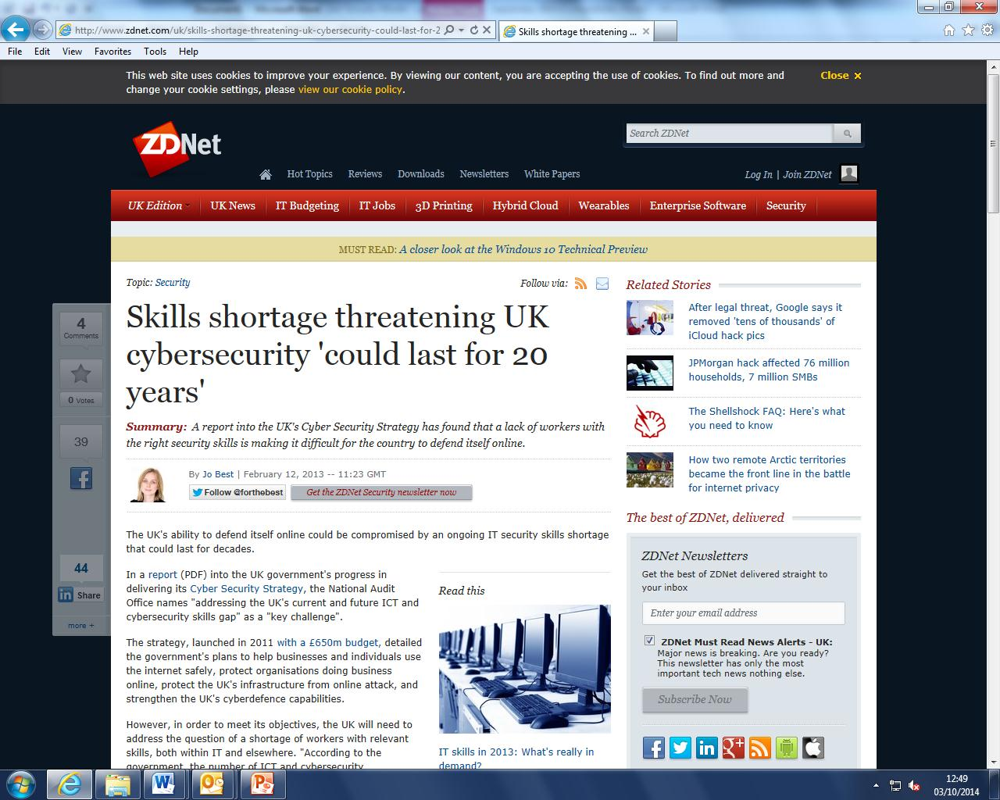 http://www.zdnet.com/uk/skills-shortage-threatening-uk-cybersecurity-could-last-for-2
Skills shortage threatening ...
File Edit View Favorites Tools Help
This web site uses cookies to improve your experience. By viewing our content, you are accepting the use of cookies. To find out more and
change your cookie settings, please view our cookie policy.
Close x
ZDNet
Search ZDNet
Hot Topics Reviews Downloads Newsletters White Papers
Log In | Join ZDNet
UK Edition UK News IT Budgeting IT Jobs 3D Printing Hybrid Cloud Wearables Enterprise Software Security
MUST READ: A closer look at the Windows 10 Technical Preview
4
Comments
0 Votes
39
44
Share
more +
Topic: Security
Follow via:
Skills shortage threatening UK
cybersecurity 'could last for 20
years'
Summary: A report into the UK's Cyber Security Strategy has found that a lack of workers with
the right security skills is making it difficult for the country to defend itself online.
By Jo Best | February 12, 2013 -- 11:23 GMT
Follow @forthebest
Get the ZDNet Security newsletter now
The UK's ability to defend itself online could be compromised by an ongoing IT security skills shortage
that could last for decades.
In a report (PDF) into the UK government's progress in
delivering its Cyber Security Strategy, the National Audit
Office names "addressing the UK's current and future ICT and
cybersecurity skills gap" as a "key challenge".
The strategy, launched in 2011 with a £650m budget, detailed
the government's plans to help businesses and individuals use
the internet safely, protect organisations doing business
online, protect the UK's infrastructure from online attack, and
strengthen the UK's cyberdefence capabilities.
However, in order to meet its objectives, the UK will need to
address the question of a shortage of workers with relevant
skills, both within IT and elsewhere. "According to the
government, the number of ICT and cybersecurity
Read this
IT skills in 2013: What's really in
demand?
Related Stories
After legal threat, Google says it
removed 'tens of thousands' of
iCloud hack pics
JPMorgan hack affected 76 million
households, 7 million SMBs
The Shellshock FAQ: Here's what
you need to know
How two remote Arctic territories
became the front line in the battle
for internet privacy
The best of ZDNet, delivered
ZDNet Newsletters
Get the best of ZDNet delivered straight to
your inbox
Enter your email address
ZDNet Must Read News Alerts - UK:
Major news is breaking. Are you ready?
This newsletter has only the most
important tech news nothing else.
Subscribe Now
12:49
03/10/2014